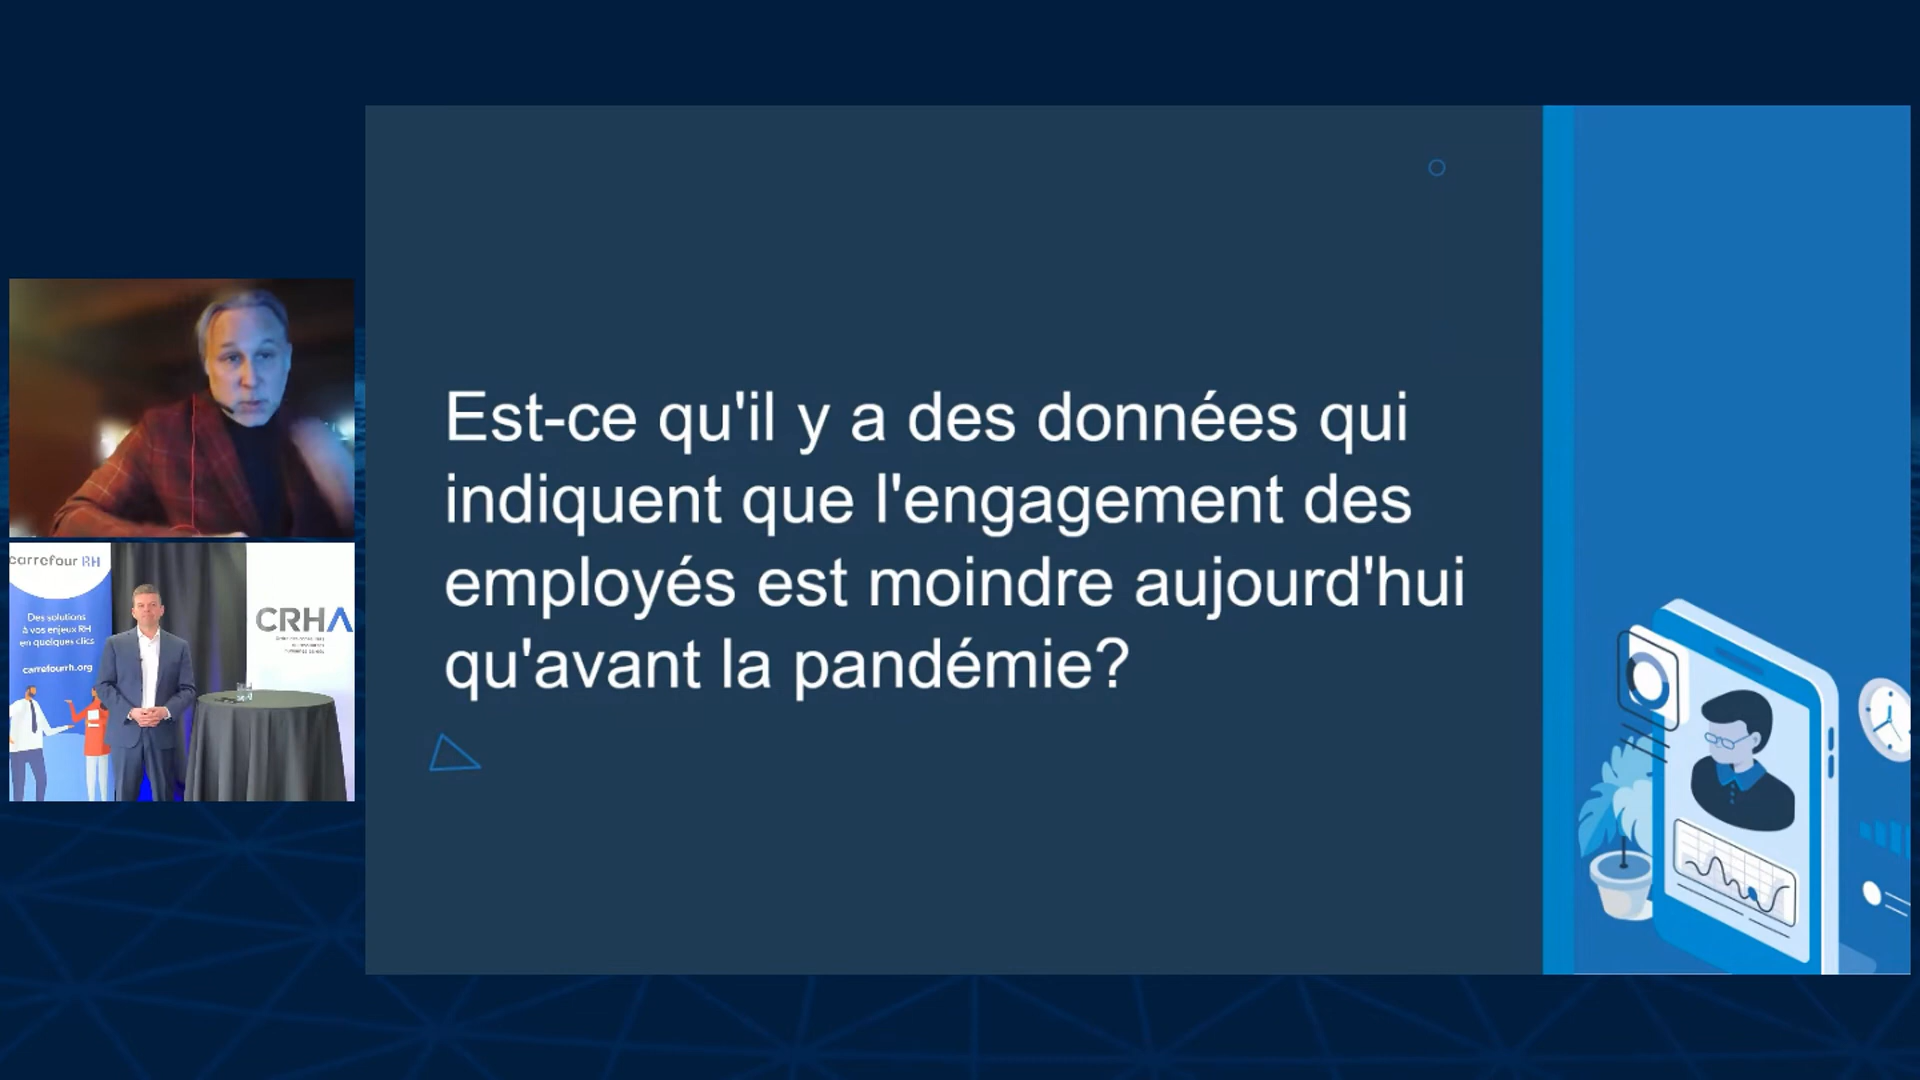 Est-ce qu'il y a des données qui
indiquent que l'engagement des
employés est moindre aujourd'hui
qu'avant la pandémie?
carrefour RH
Des solutions
à vos enjeux RH
en quelques clics
carrefourrh.org
CRHA